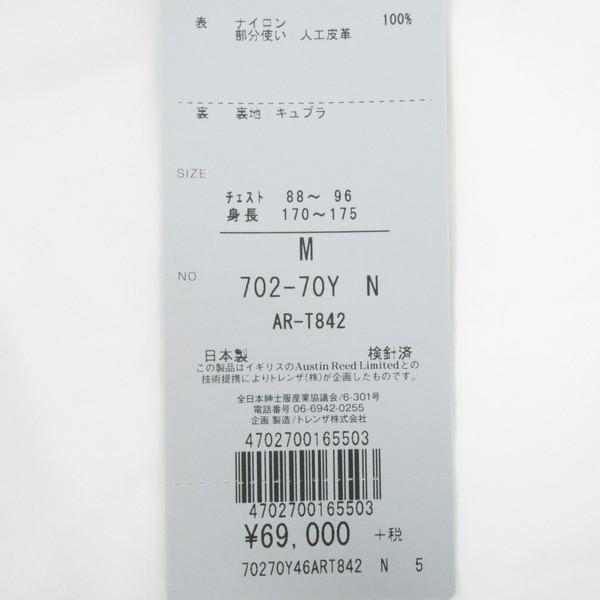 表 ナイロン 100%
部分使い 人工皮革
裏 裏地:キュプラ
SIZE
チェスト 88～ 96
身長 170～175
M
NO. 702-70Y N
AR-T842
日本製 検針済
この製品はイギリスのAustin Reed Limitedとの
技術提携によりトレンザ(株)が企画したものです。
全日本紳士服産業協議会/6-301号
電話番号 06-6942-0255
企画 製造/トレンザ株式会社
4702700165503
4702700165503
¥69,000 +税
70270Y46ART842 N 5